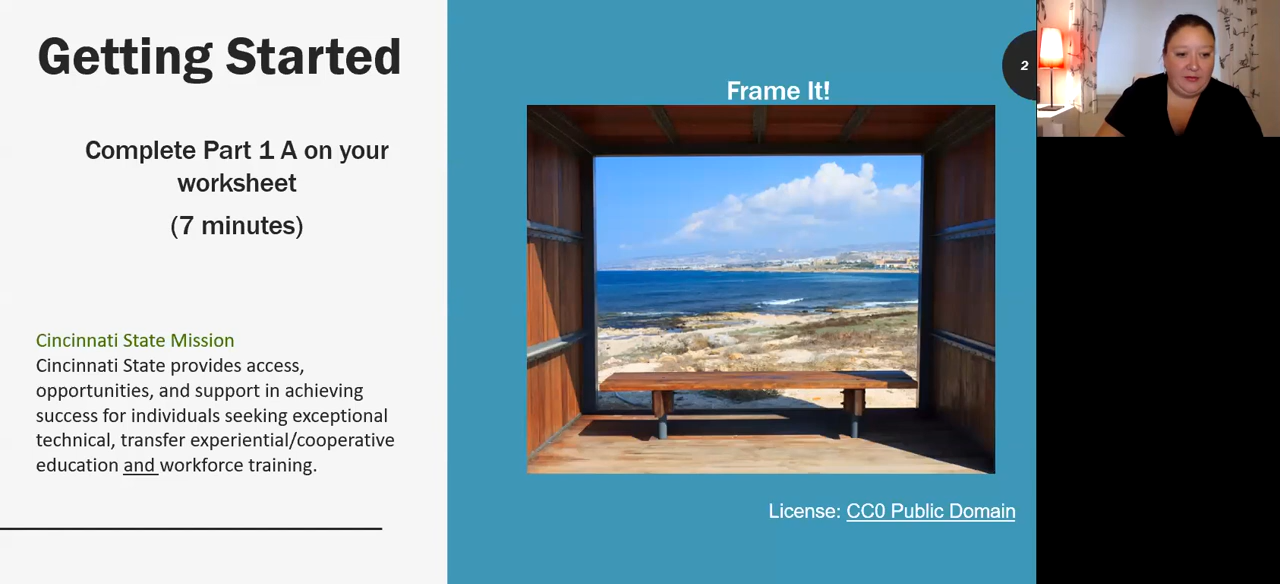 Getting Started
Complete Part 1 A on your
worksheet
(7 minutes)
Cincinnati State Mission
Cincinnati State provides access,
opportunities, and support in achieving
success for individuals seeking exceptional
technical, transfer experiential/cooperative
education and workforce training.
Frame It!
License: CC0 Public Domain
2